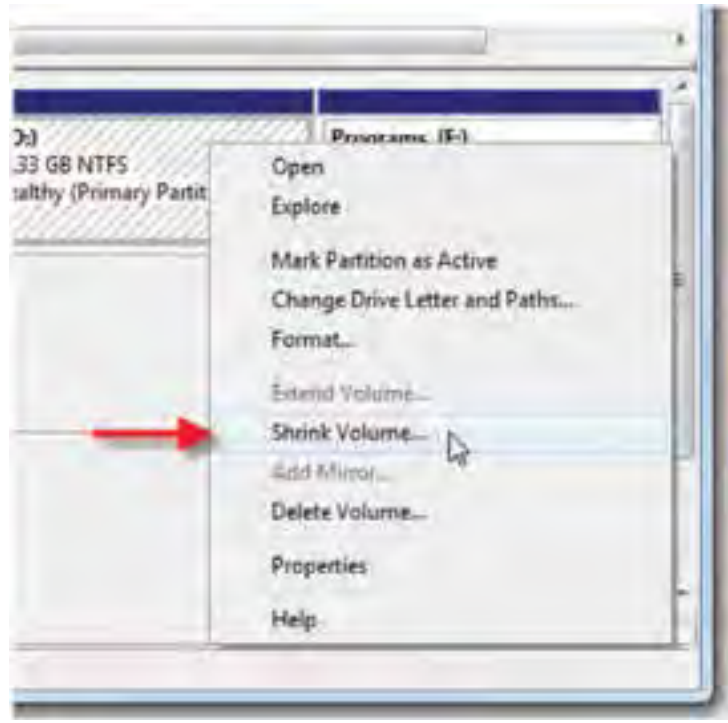 D:)
.33 GB NTFS
ealthy (Primary Partit
Programs (F:)
Open
Explore
Mark Partition as Active
Change Drive Letter and Paths...
Format...
Extend Volume...
Shrink Volume...
Add Mirror...
Delete Volume...
Properties
Help